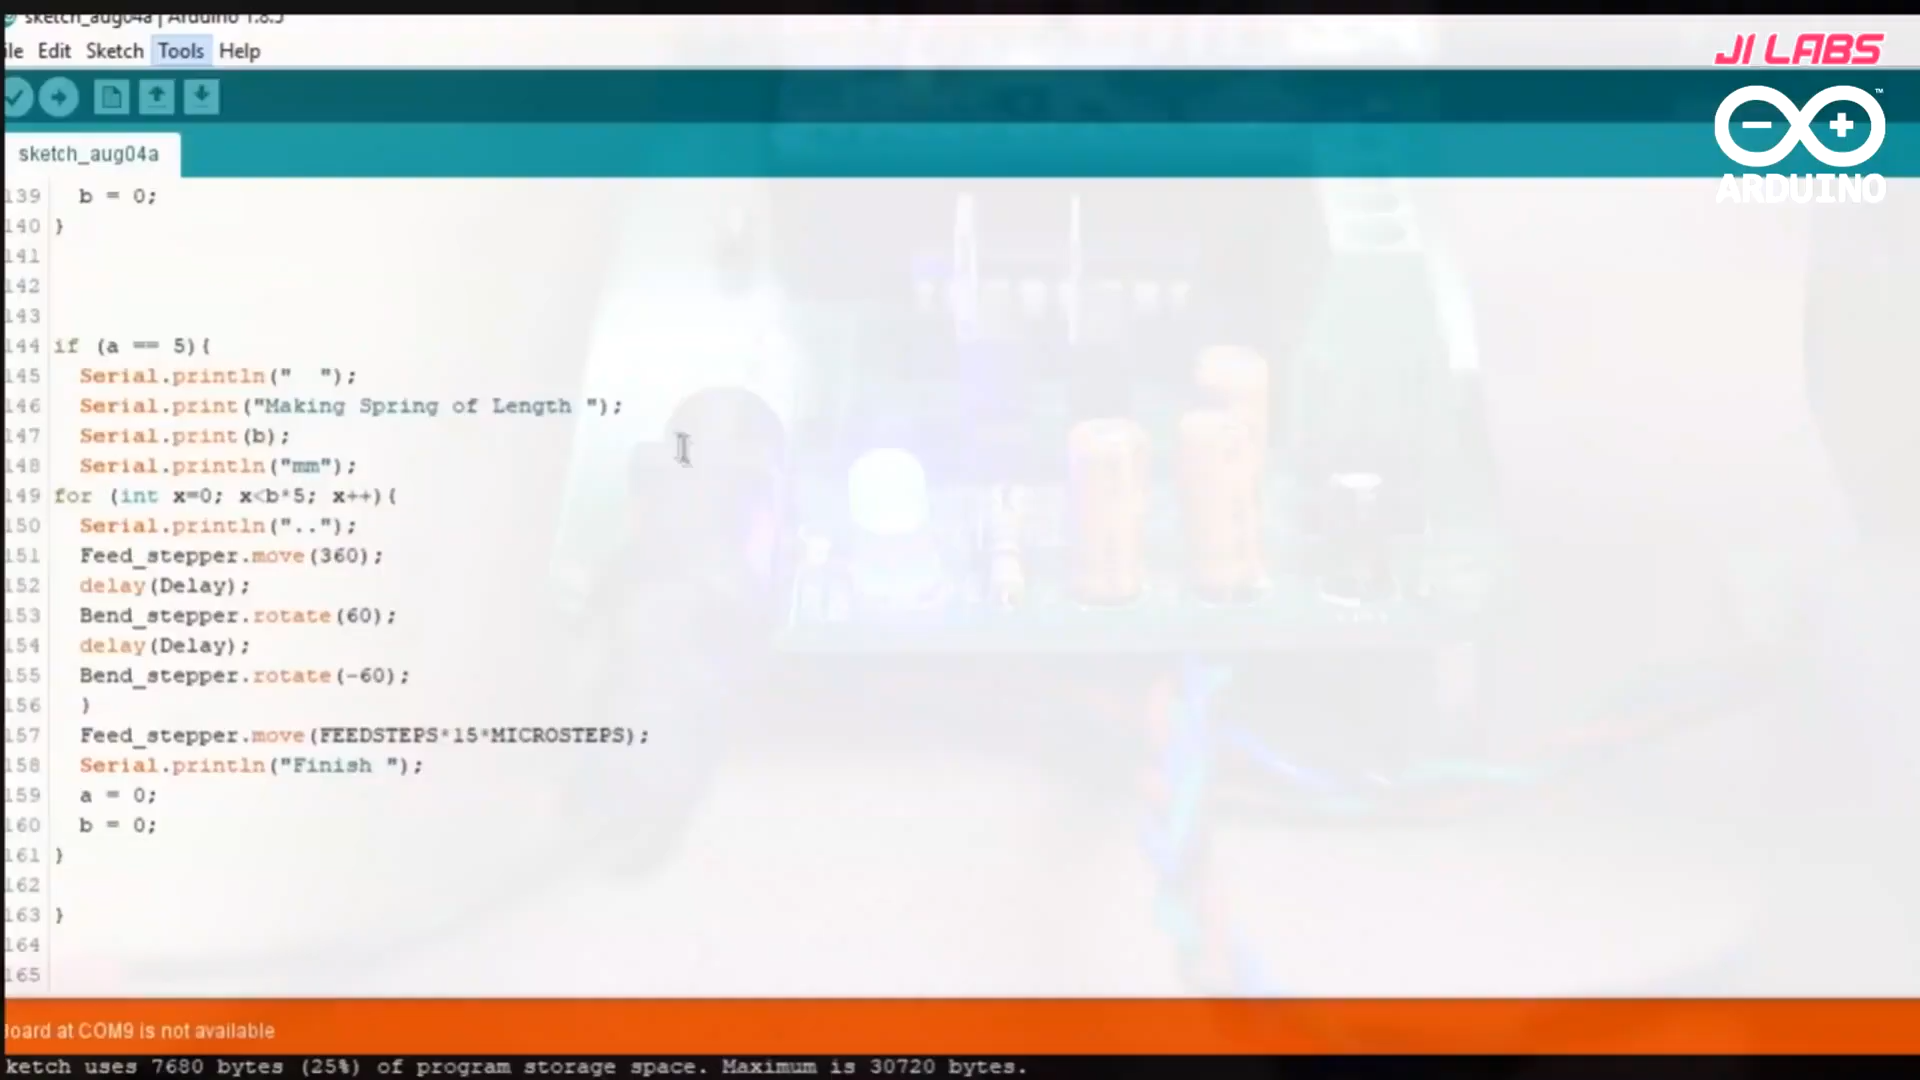 sketch_aug04a | Arduino 1.8.5
ile Edit Sketch Tools Help
JI LABS
ARDUINO
sketch_aug04a
139 b = 0;
140 }
141
142
143
144 if (a == 5){
145 Serial.println("  ");
146 Serial.print("Making Spring of Length ");
147 Serial.print(b);
148 Serial.println("mm");
149 for (int x=0; x<b*5; x++){
150 Serial.println("..");
151 Feed_stepper.move(360);
152 delay(Delay);
153 Bend_stepper.rotate(60);
154 delay(Delay);
155 Bend_stepper.rotate(-60);
156 }
157 Feed_stepper.move(FEEDSTEPS*15*MICROSTEPS);
158 Serial.println("Finish ");
159 a = 0;
160 b = 0;
161 }
162
163 }
164
165
oard at COM9 is not available
ketch uses 7680 bytes (25%) of program storage space. Maximum is 30720 bytes.